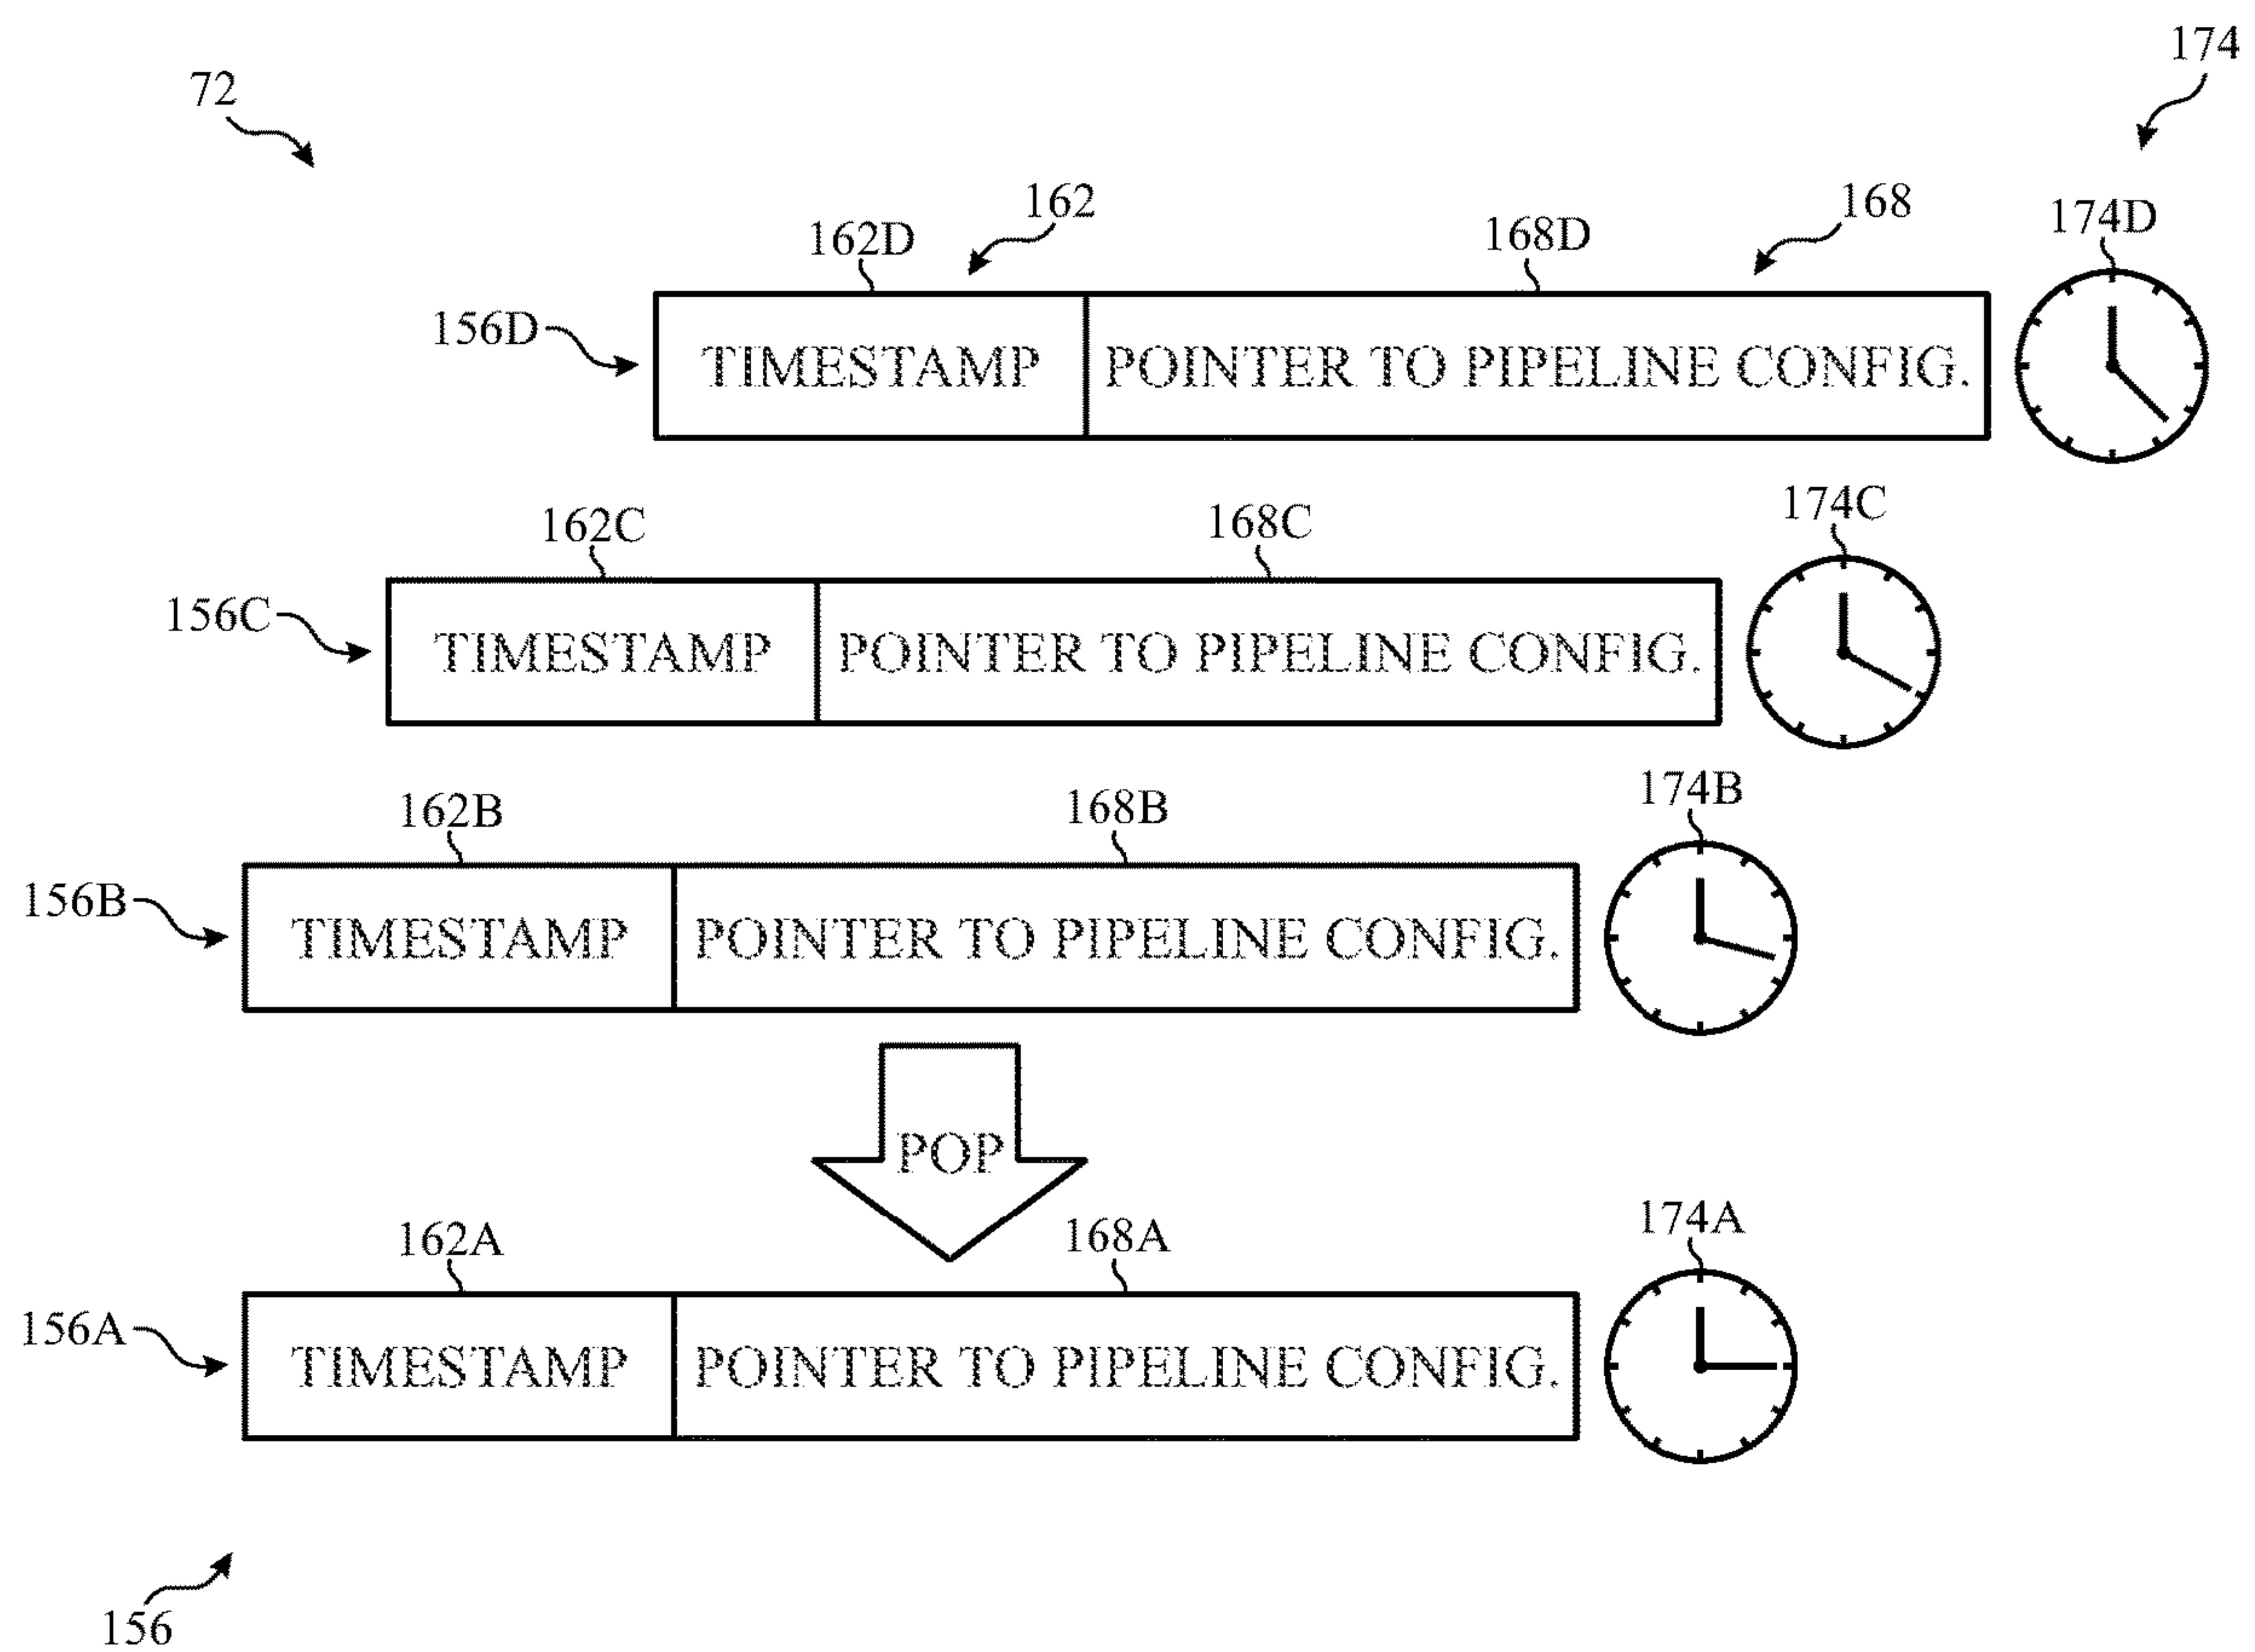 174
72
162
168
174D
162D
168D
156D
TIMESTAMP
POINTER TO PIPELINE CONFIG.
174C
162C
168C
156C
TIMESTAMP
POINTER TO PIPELINE CONFIG.
174B
162B
168B
156B
TIMESTAMP
POINTER TO PIPELINE CONFIG.
POP
174A
162A
168A
156A
TIMESTAMP
POINTER TO PIPELINE CONFIG.
156